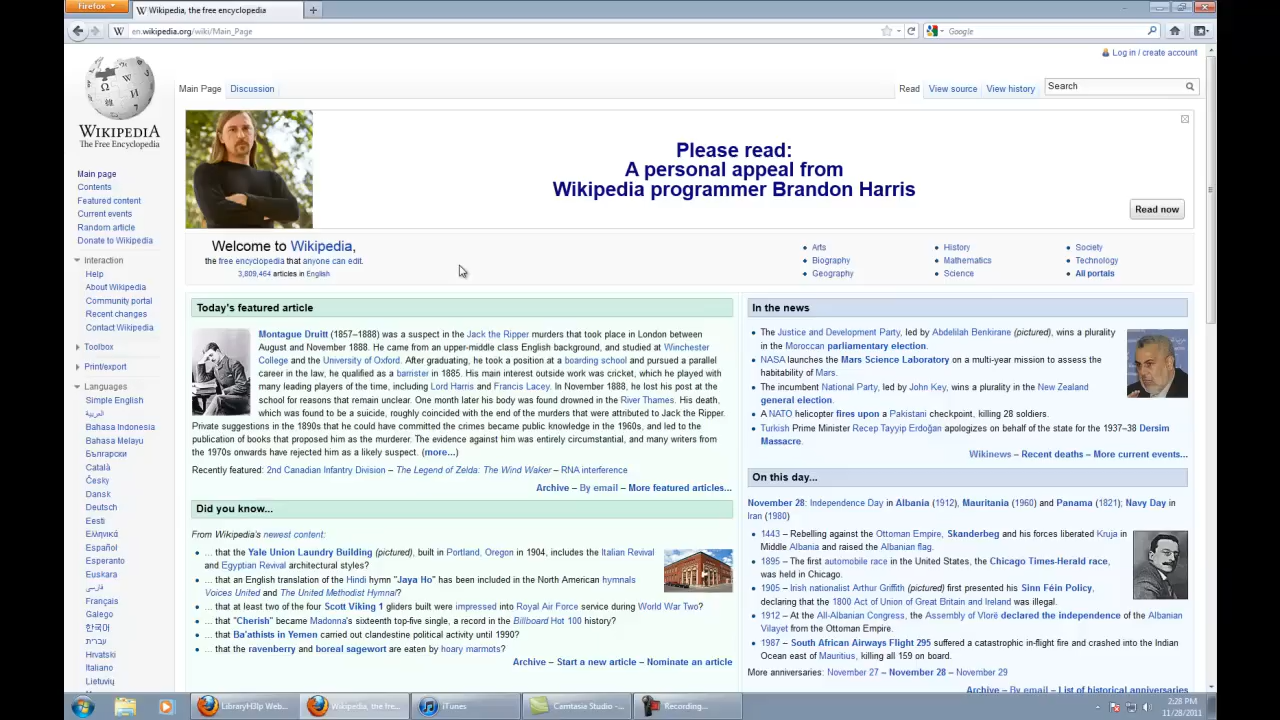 Firefox
Wikipedia, the free encyclopedia
en.wikipedia.org/wiki/Main_Page
Google
Log in / create account
Main Page
Discussion
Read
View source
View history
Search
WIKIPEDIA
The Free Encyclopedia
Please read:
A personal appeal from
Wikipedia programmer Brandon Harris
Read now
Main page
Contents
Featured content
Current events
Random article
Donate to Wikipedia
Interaction
Help
About Wikipedia
Community portal
Recent changes
Contact Wikipedia
Toolbox
Print/export
Languages
Simple English
العربية
Bahasa Indonesia
Bahasa Melayu
Български
Català
Česky
Dansk
Deutsch
Eesti
Ελληνικά
Español
Esperanto
Euskara
فارسی
Français
Galego
한국어
עברית
Hrvatski
Italiano
Lietuvių
Welcome to Wikipedia,
the free encyclopedia that anyone can edit.
3,809,464 articles in English
Arts
Biography
Geography
History
Mathematics
Science
Society
Technology
All portals
Today's featured article
Montague Druitt (1857–1888) was a suspect in the Jack the Ripper murders that took place in London between
August and November 1888. He came from an upper-middle class English background, and studied at Winchester
College and the University of Oxford. After graduating, he took a position at a boarding school and pursued a parallel
career in the law, he qualified as a barrister in 1885. His main interest outside work was cricket, which he played with
many leading players of the time, including Lord Harris and Francis Lacey. In November 1888, he lost his post at the
school for reasons that remain unclear. One month later his body was found drowned in the River Thames. His death,
which was found to be a suicide, roughly coincided with the end of the murders that were attributed to Jack the Ripper.
Private suggestions in the 1890s that he could have committed the crimes became public knowledge in the 1960s, and led to the
publication of books that proposed him as the murderer. The evidence against him was entirely circumstantial, and many writers from
the 1970s onwards have rejected him as a likely suspect. (more...)
Recently featured: 2nd Canadian Infantry Division – The Legend of Zelda: The Wind Waker – RNA interference
Archive – By email – More featured articles...
Did you know...
From Wikipedia's newest content:
... that the Yale Union Laundry Building (pictured), built in Portland, Oregon in 1904, includes the Italian Revival
and Egyptian Revival architectural styles?
... that an English translation of the Hindi hymn "Jaya Ho" has been included in the North American hymnals
Voices United and The United Methodist Hymnal?
... that at least two of the four Scott Viking 1 gliders built were impressed into Royal Air Force service during World War Two?
... that "Cherish" became Madonna's sixteenth top-five single, a record in the Billboard Hot 100 history?
... that Ba'athists in Yemen carried out clandestine political activity until 1990?
... that the ravenberry and boreal sagewort are eaten by hoary marmots?
Archive – Start a new article – Nominate an article
In the news
The Justice and Development Party, led by Abdelilah Benkirane (pictured), wins a plurality
in the Moroccan parliamentary election.
NASA launches the Mars Science Laboratory on a multi-year mission to assess the
habitability of Mars.
The incumbent National Party, led by John Key, wins a plurality in the New Zealand
general election.
A NATO helicopter fires upon a Pakistani checkpoint, killing 28 soldiers.
Turkish Prime Minister Recep Tayyip Erdoğan apologizes on behalf of the state for the 1937–38 Dersim
Massacre.
Wikinews – Recent deaths – More current events...
On this day...
November 28: Independence Day in Albania (1912), Mauritania (1960) and Panama (1821); Navy Day in
Iran (1980)
1443 – Rebelling against the Ottoman Empire, Skanderbeg and his forces liberated Kruja in
Middle Albania and raised the Albanian flag.
1895 – The first automobile race in the United States, the Chicago Times-Herald race,
was held in Chicago.
1905 – Irish nationalist Arthur Griffith (pictured) first presented his Sinn Féin Policy,
declaring that the 1800 Act of Union of Great Britain and Ireland was illegal.
1912 – At the All-Albanian Congress, the Assembly of Vlorë declared the independence of the Albanian
Vilayet from the Ottoman Empire.
1987 – South African Airways Flight 295 suffered a catastrophic in-flight fire and crashed into the Indian
Ocean east of Mauritius, killing all 159 on board.
More anniversaries: November 27 – November 28 – November 29
Archive – By email – List of historical anniversaries
LibraryH3lp Web...
Wikipedia, the fre...
iTunes
Camtasia Studio -...
Recording...
2:28 PM
11/28/2011